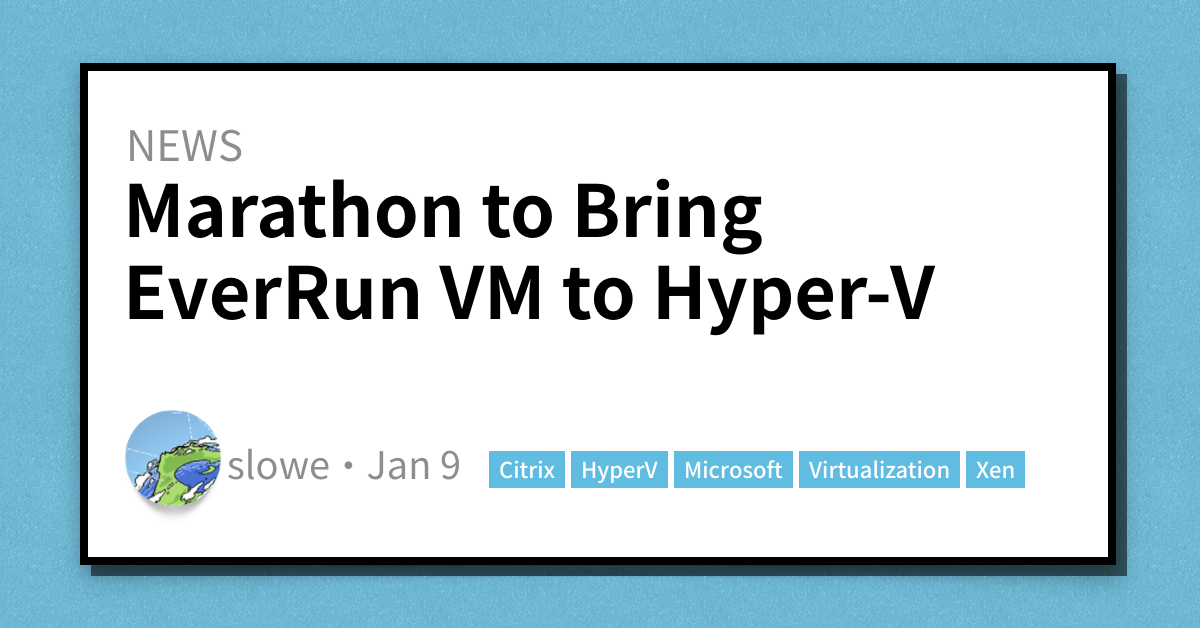 NEWS
Marathon to Bring
EverRun VM to Hyper-V
slowe • Jan 9 Citrix HyperV Microsoft Virtualization Xen